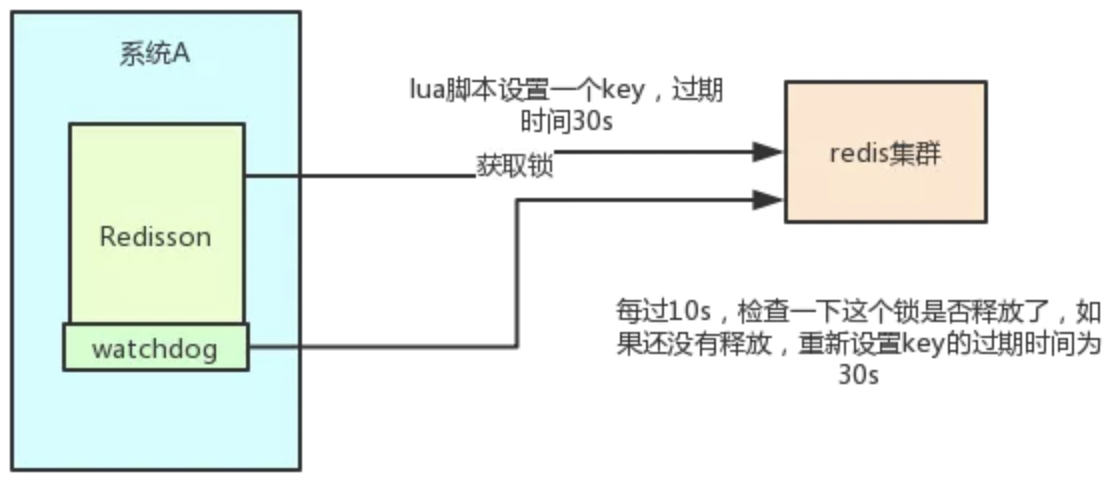 系统A
lua脚本设置一个key，过期
时间30s
获取锁
redis集群
Redisson
watchdog
每过10s，检查一下这个锁是否释放了，如
果还没有释放，重新设置key的过期时间为
30s